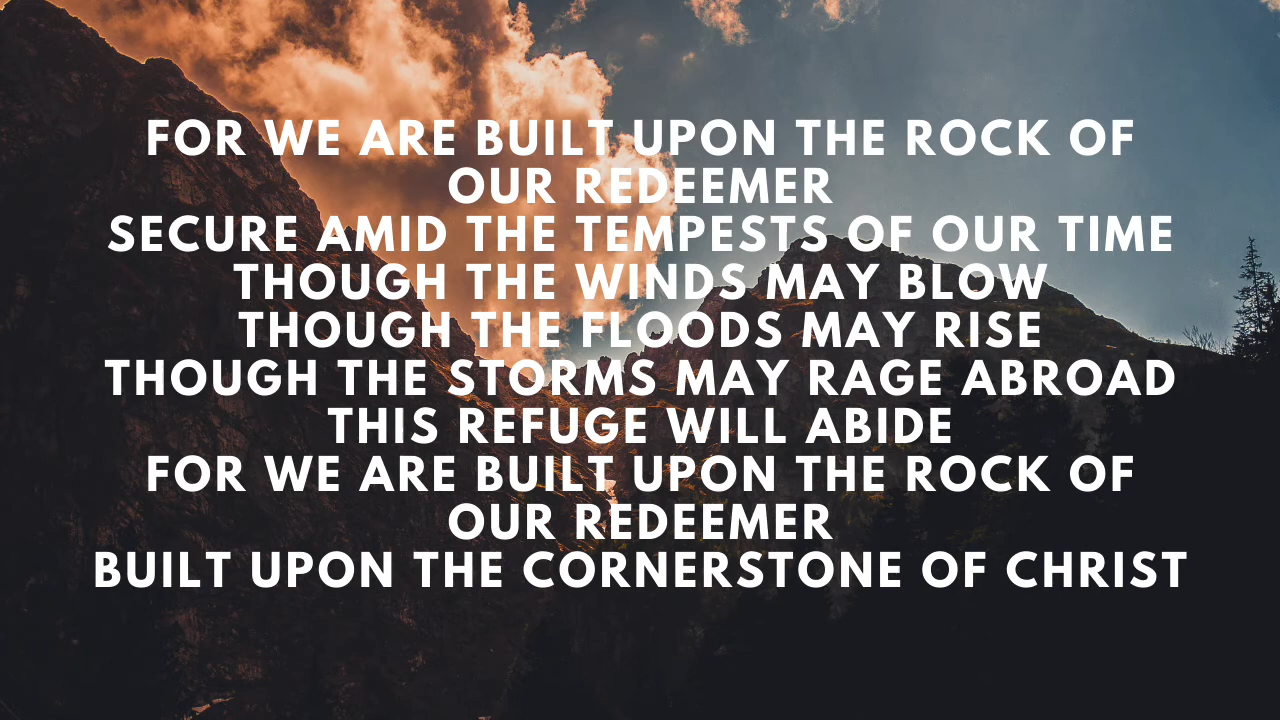 FOR WE ARE BUILT UPON THE ROCK OF
OUR REDEEMER
SECURE AMID THE TEMPESTS OF OUR TIME
THOUGH THE WINDS MAY BLOW
THOUGH THE FLOODS MAY RISE
THOUGH THE STORMS MAY RAGE ABROAD
THIS REFUGE WILL ABIDE
FOR WE ARE BUILT UPON THE ROCK OF
OUR REDEEMER
BUILT UPON THE CORNERSTONE OF CHRIST